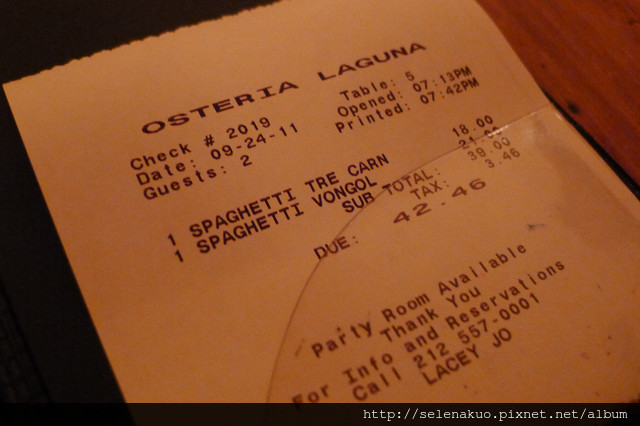 OSTERIA LAGUNA
Check # 2019 Table: 5
Date: 09-24-11 Opened: 07:13PM
Guests: 2 Printed: 07:42PM
1 SPAGHETTI TRE CARN 18.00
1 SPAGHETTI VONGOL 21.00
SUB TOTAL: 39.00
TAX: 3.46
DUE: 42.46
Party Room Available
Thank You
For Info and Reservations
Call 212 557-0001
LACEY JO
http://selenakuo.pixnet.net/album